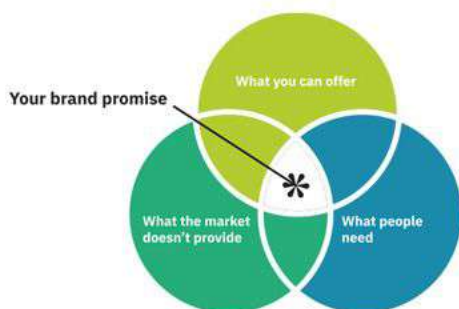 What you can offer
Your brand promise
*
What the market
doesn't provide
What people
need